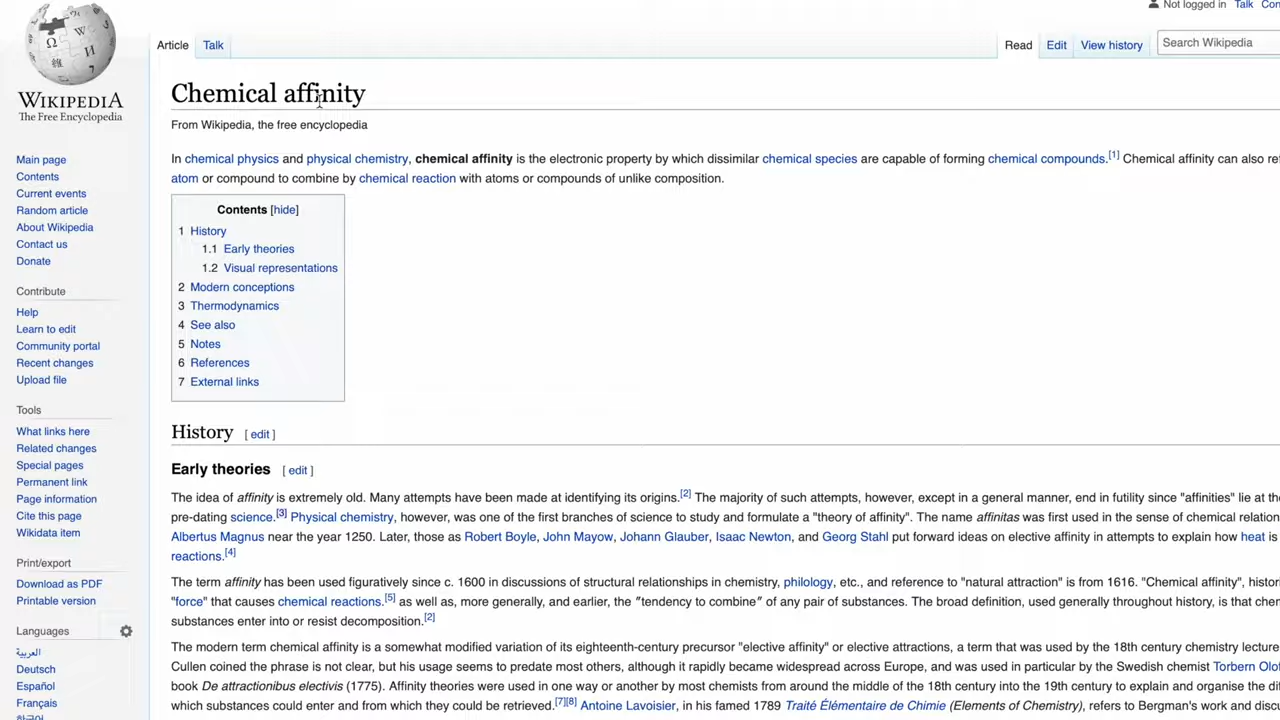 Not logged in Talk
Article Talk Read Edit View history Search Wikipedia
WIKIPEDIA
The Free Encyclopedia
Chemical affinity
From Wikipedia, the free encyclopedia
In chemical physics and physical chemistry, chemical affinity is the electronic property by which dissimilar chemical species are capable of forming chemical compounds.[1] Chemical affinity can also
atom or compound to combine by chemical reaction with atoms or compounds of unlike composition.
Main page
Contents
Current events
Random article
About Wikipedia
Contact us
Donate
Contribute
Help
Learn to edit
Community portal
Recent changes
Upload file
Tools
What links here
Related changes
Special pages
Permanent link
Page information
Cite this page
Wikidata item
Print/export
Download as PDF
Printable version
Languages
العربية
Deutsch
Español
Français
Contents [hide]
1 History
1.1 Early theories
1.2 Visual representations
2 Modern conceptions
3 Thermodynamics
4 See also
5 Notes
6 References
7 External links
History [ edit ]
Early theories [ edit ]
The idea of affinity is extremely old. Many attempts have been made at identifying its origins.[2] The majority of such attempts, however, except in a general manner, end in futility since "affinities" lie at
pre-dating science.[3] Physical chemistry, however, was one of the first branches of science to study and formulate a "theory of affinity". The name affinitas was first used in the sense of chemical
Albertus Magnus near the year 1250. Later, those as Robert Boyle, John Mayow, Johann Glauber, Isaac Newton, and Georg Stahl put forward ideas on elective affinity in attempts to explain how heat is
reactions.[4]
The term affinity has been used figuratively since c. 1600 in discussions of structural relationships in chemistry, philology, etc., and reference to "natural attraction" is from 1616. "Chemical affinity",
"force" that causes chemical reactions.[5] as well as, more generally, and earlier, the ″tendency to combine″ of any pair of substances. The broad definition, used generally throughout history, is that
substances enter into or resist decomposition.[2]
The modern term chemical affinity is a somewhat modified variation of its eighteenth-century precursor "elective affinity" or elective attractions, a term that was used by the 18th century chemistry
Cullen coined the phrase is not clear, but his usage seems to predate most others, although it rapidly became widespread across Europe, and was used in particular by the Swedish chemist Torbern
book De attractionibus electivis (1775). Affinity theories were used in one way or another by most chemists from around the middle of the 18th century into the 19th century to explain and organise the
which substances could enter and from which they could be retrieved.[7][8] Antoine Lavoisier, in his famed 1789 Traité Élémentaire de Chimie (Elements of Chemistry), refers to Bergman's work and